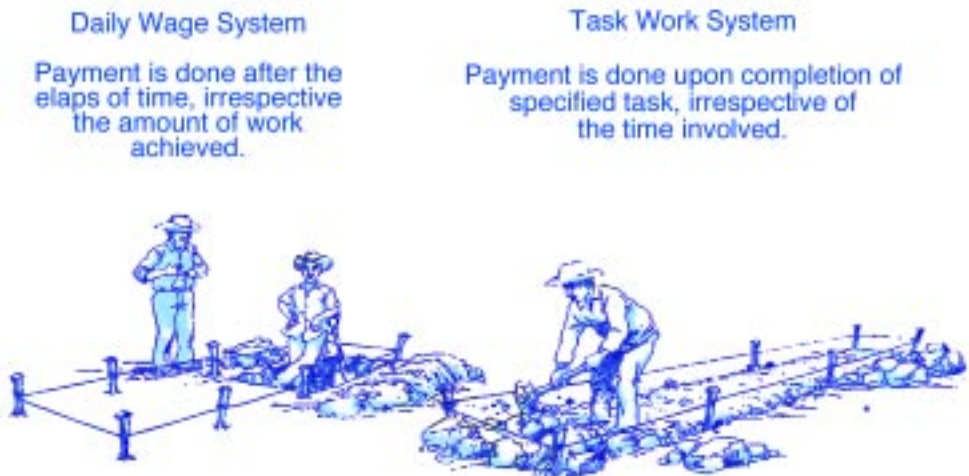 Daily Wage System
Payment is done after the
elaps of time, irrespective
the amount of work
achieved.
Task Work System
Payment is done upon completion of
specified task, irrespective of
the time involved.